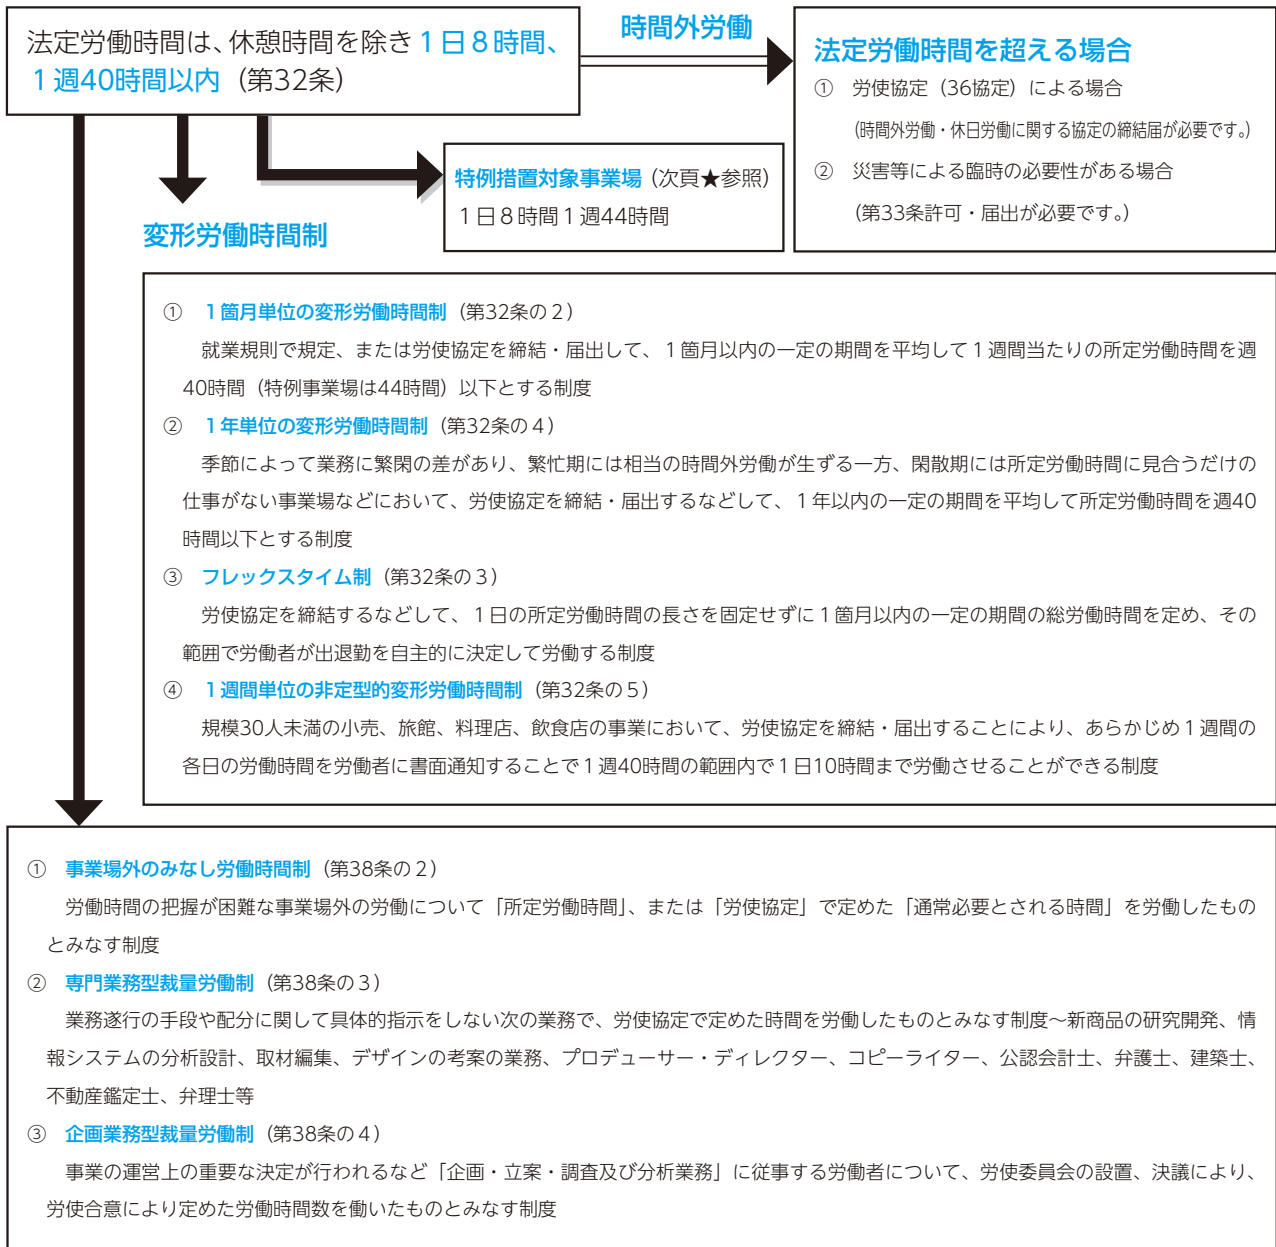 法定労働時間は、休憩時間を除き１日８時間、
１週40時間以内（第32条）
時間外労働
法定労働時間を超える場合
①　労使協定（36協定）による場合
（時間外労働・休日労働に関する協定の締結届が必要です。）
②　災害等による臨時の必要性がある場合
（第33条許可・届出が必要です。）
特例措置対象事業場（次頁★参照）
１日８時間１週44時間
変形労働時間制
①　１箇月単位の変形労働時間制（第32条の２）
就業規則で規定、または労使協定を締結・届出して、１箇月以内の一定の期間を平均して１週間当たりの所定労働時間を週
40時間（特例事業場は44時間）以下とする制度
②　１年単位の変形労働時間制（第32条の４）
季節によって業務に繁閑の差があり、繁忙期には相当の時間外労働が生ずる一方、閑散期には所定労働時間に見合うだけの
仕事がない事業場などにおいて、労使協定を締結・届出するなどして、１年以内の一定の期間を平均して所定労働時間を週40
時間以下とする制度
③　フレックスタイム制（第32条の３）
労使協定を締結するなどして、１日の所定労働時間の長さを固定せずに１箇月以内の一定の期間の総労働時間を定め、その
範囲で労働者が出退勤を自主的に決定して労働する制度
④　１週間単位の非定型的変形労働時間制（第32条の５）
規模30人未満の小売、旅館、料理店、飲食店の事業において、労使協定を締結・届出することにより、あらかじめ１週間の
各日の労働時間を労働者に書面通知することで１週40時間の範囲内で１日10時間まで労働させることができる制度
①　事業場外のみなし労働時間制（第38条の２）
労働時間の把握が困難な事業場外の労働について「所定労働時間」、または「労使協定」で定めた「通常必要とされる時間」を労働したもの
とみなす制度
②　専門業務型裁量労働制（第38条の３）
業務遂行の手段や配分に関して具体的指示をしない次の業務で、労使協定で定めた時間を労働したものとみなす制度～新商品の研究開発、情
報システムの分析設計、取材編集、デザインの考案の業務、プロデューサー・ディレクター、コピーライター、公認会計士、弁護士、建築士、
不動産鑑定士、弁理士等
③　企画業務型裁量労働制（第38条の４）
事業の運営上の重要な決定が行われるなど「企画・立案・調査及び分析業務」に従事する労働者について、労使委員会の設置、決議により、
労使合意により定めた労働時間数を働いたものとみなす制度